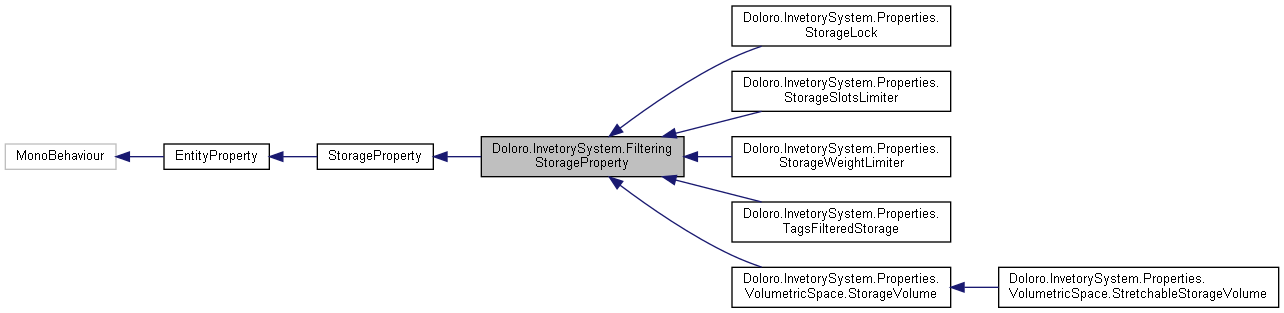 Doloro.InvetorySystem.Properties.
StorageLock
Doloro.InvetorySystem.Properties.
StorageSlotsLimiter
MonoBehaviour
EntityProperty
StorageProperty
Doloro.InvetorySystem.Filtering
StorageProperty
Doloro.InvetorySystem.Properties.
StorageWeightLimiter
Doloro.InvetorySystem.Properties.
TagsFilteredStorage
Doloro.InvetorySystem.Properties.
VolumetricSpace.StorageVolume
Doloro.InvetorySystem.Properties.
VolumetricSpace.StretchableStorageVolume